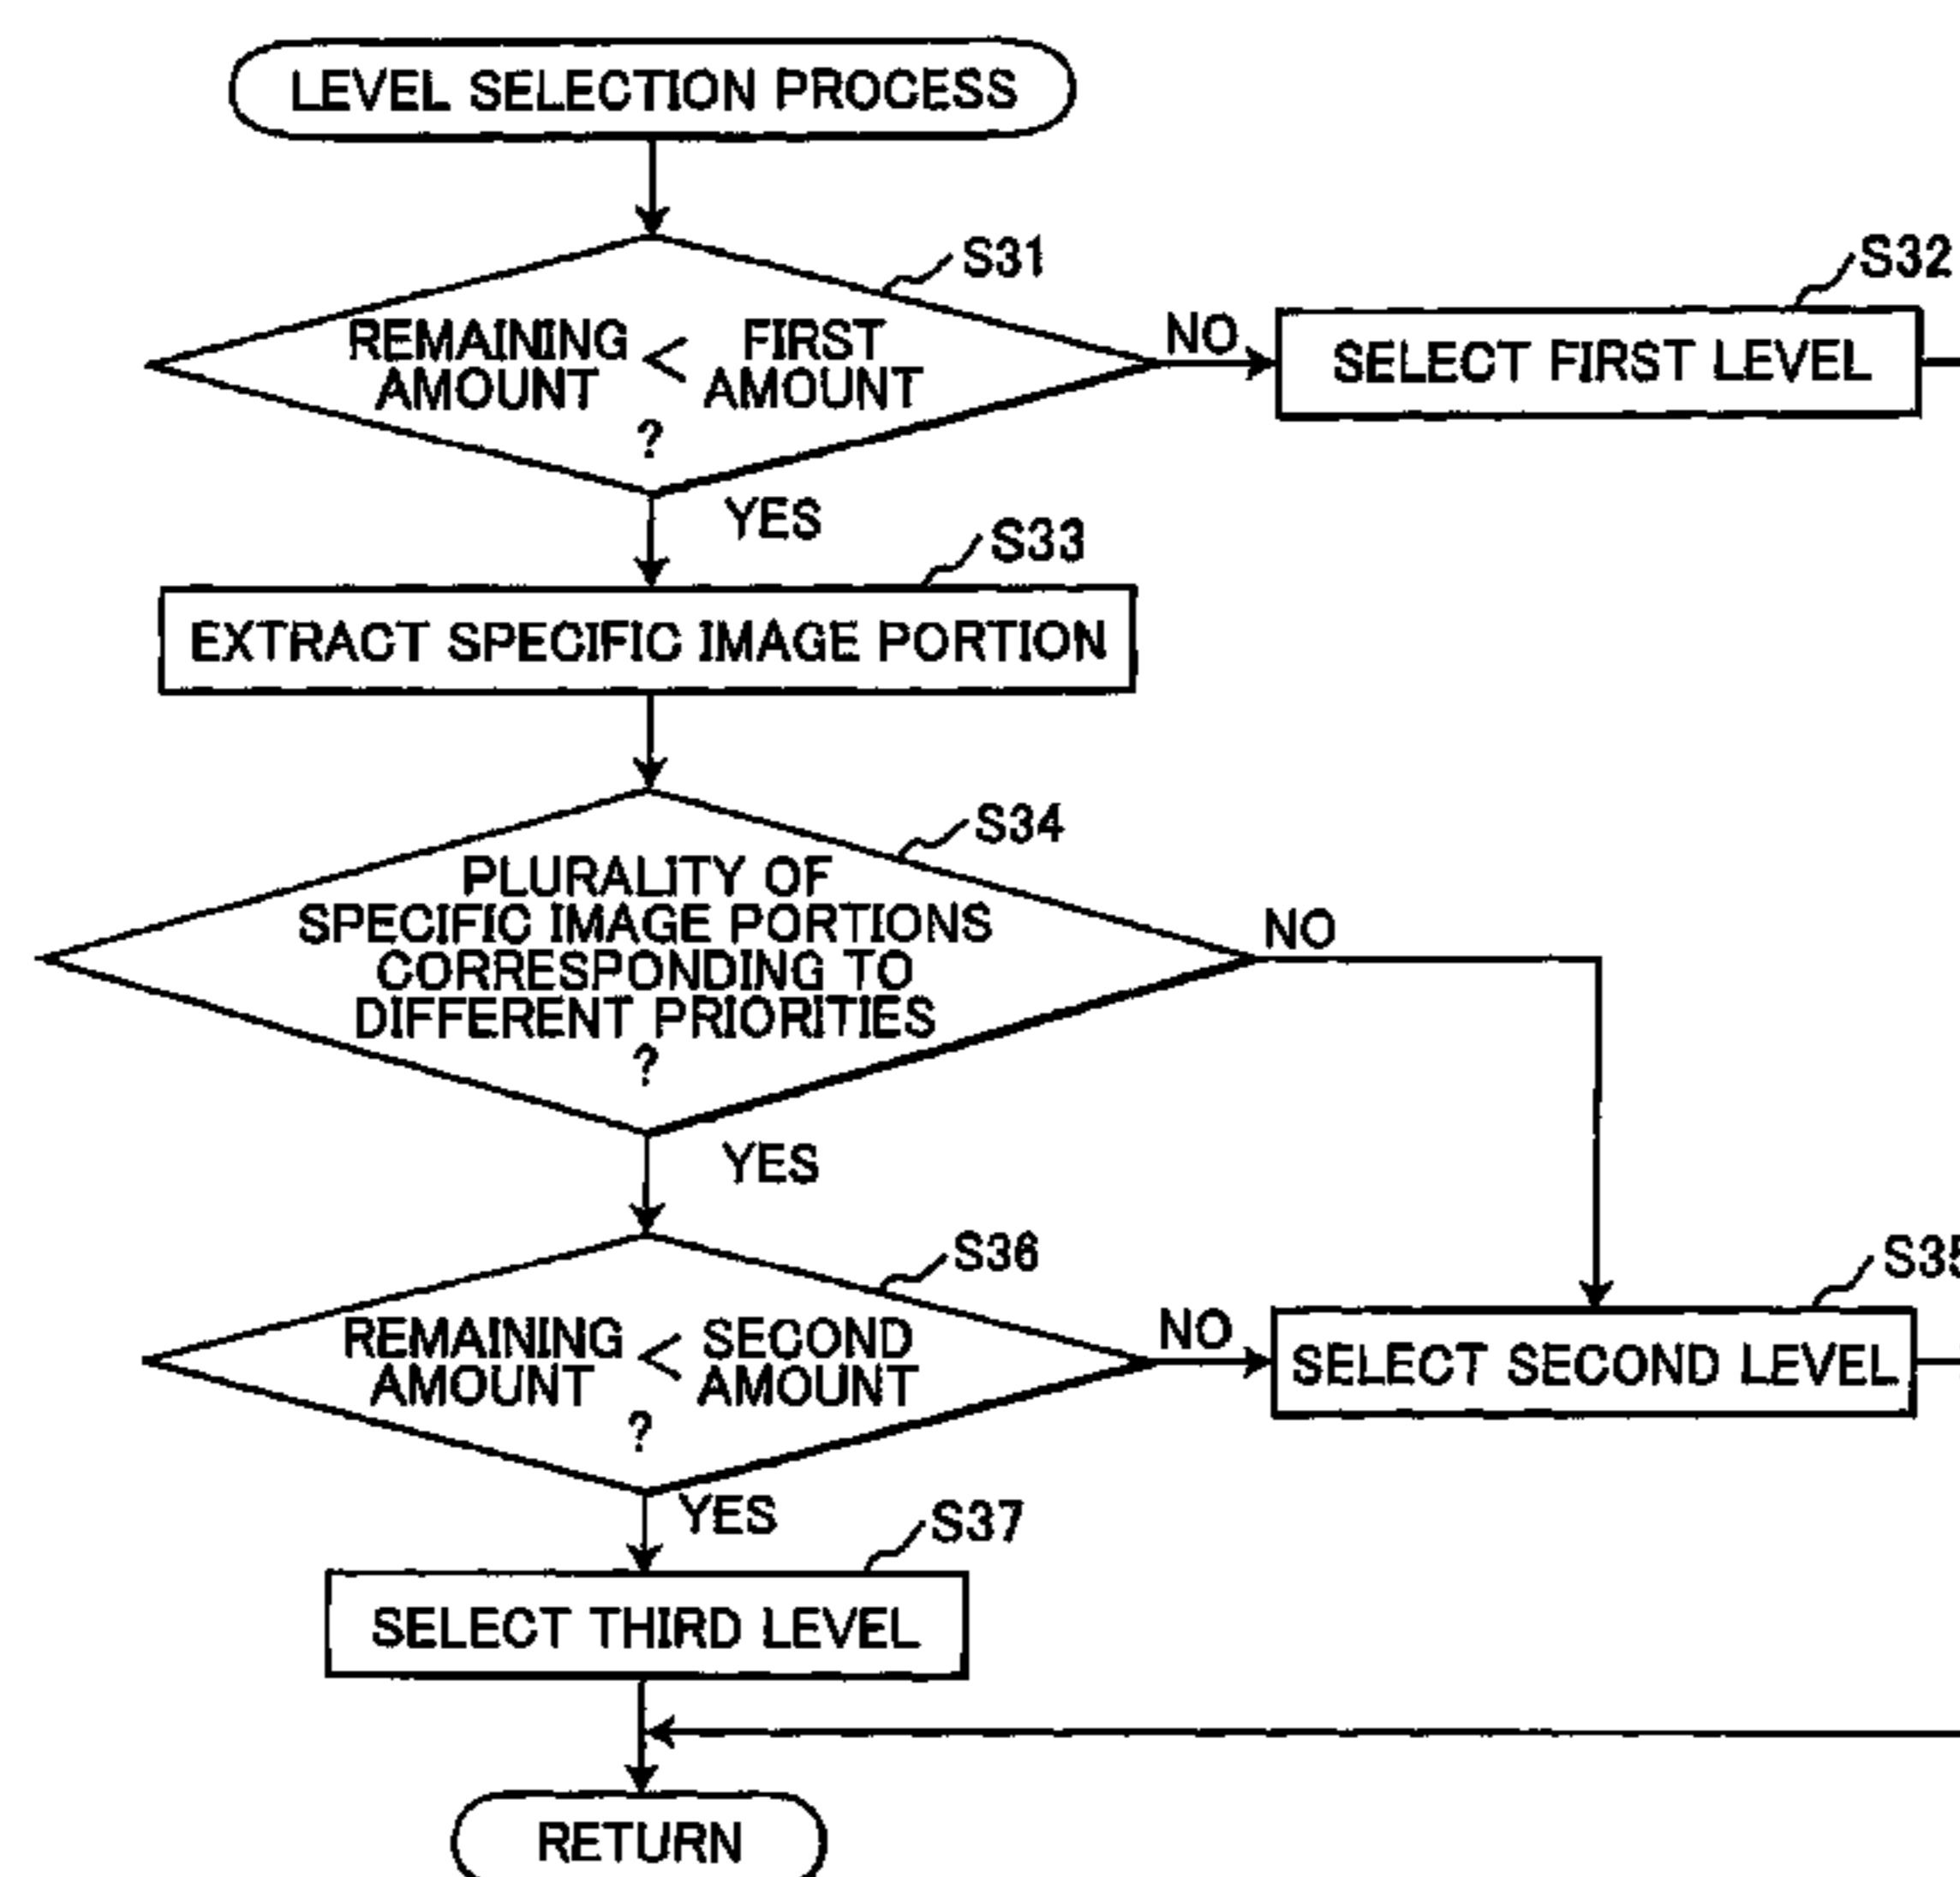 LEVEL SELECTION PROCESS
S31
S32
REMAINING < FIRST
AMOUNT AMOUNT
?
NO
SELECT FIRST LEVEL
YES
S33
EXTRACT SPECIFIC IMAGE PORTION
S34
PLURALITY OF
SPECIFIC IMAGE PORTIONS
CORRESPONDING TO
DIFFERENT PRIORITIES
?
NO
YES
S36
S35
REMAINING < SECOND
AMOUNT AMOUNT
?
NO
SELECT SECOND LEVEL
YES
S37
SELECT THIRD LEVEL
RETURN